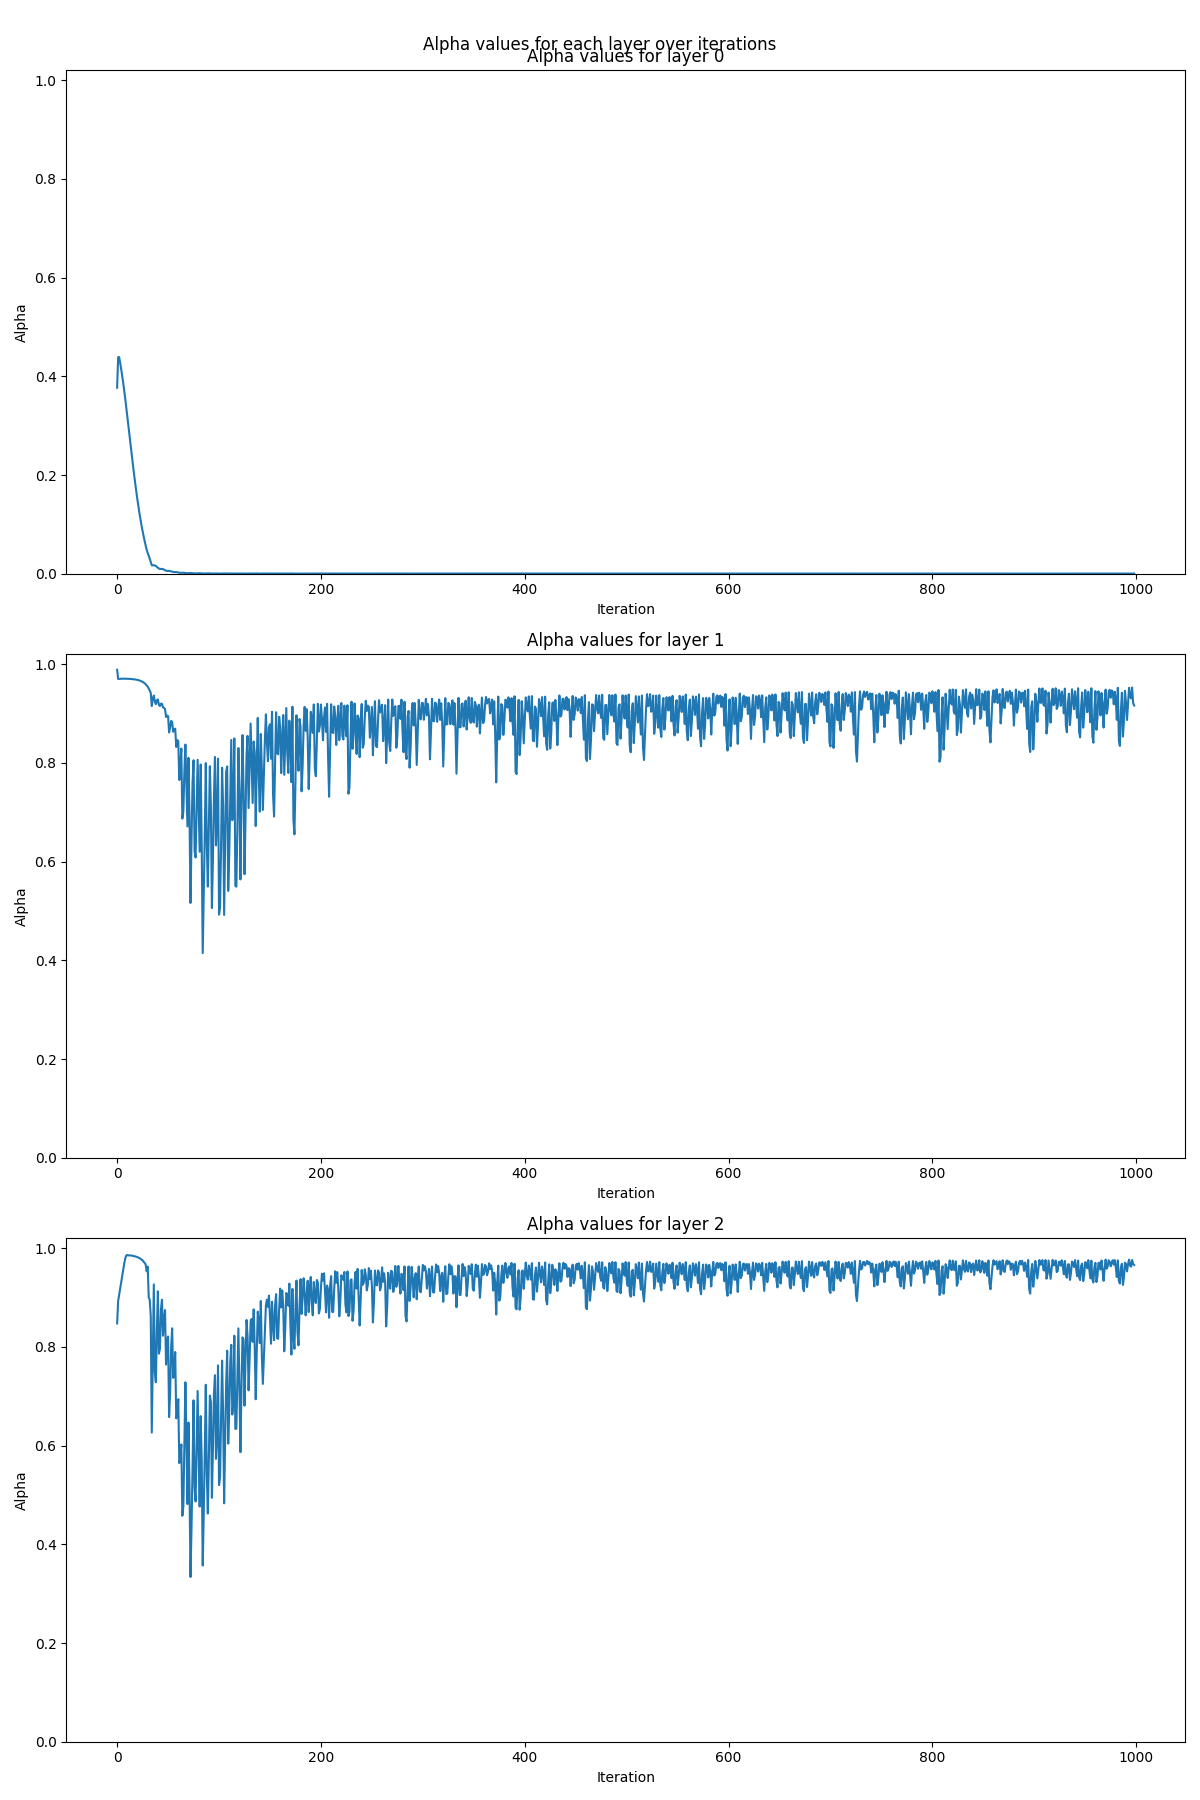 Alpha values for each layer over iterations
Alpha values for layer 0
1.0
0.8
0.6
0.4
0.2
0.0
Alpha
0 200 400 600 800 1000
Iteration
Alpha values for layer 1
1.0
0.8
0.6
0.4
0.2
0.0
Alpha
0 200 400 600 800 1000
Iteration
Alpha values for layer 2
1.0
0.8
0.6
0.4
0.2
0.0
Alpha
0 200 400 600 800 1000
Iteration